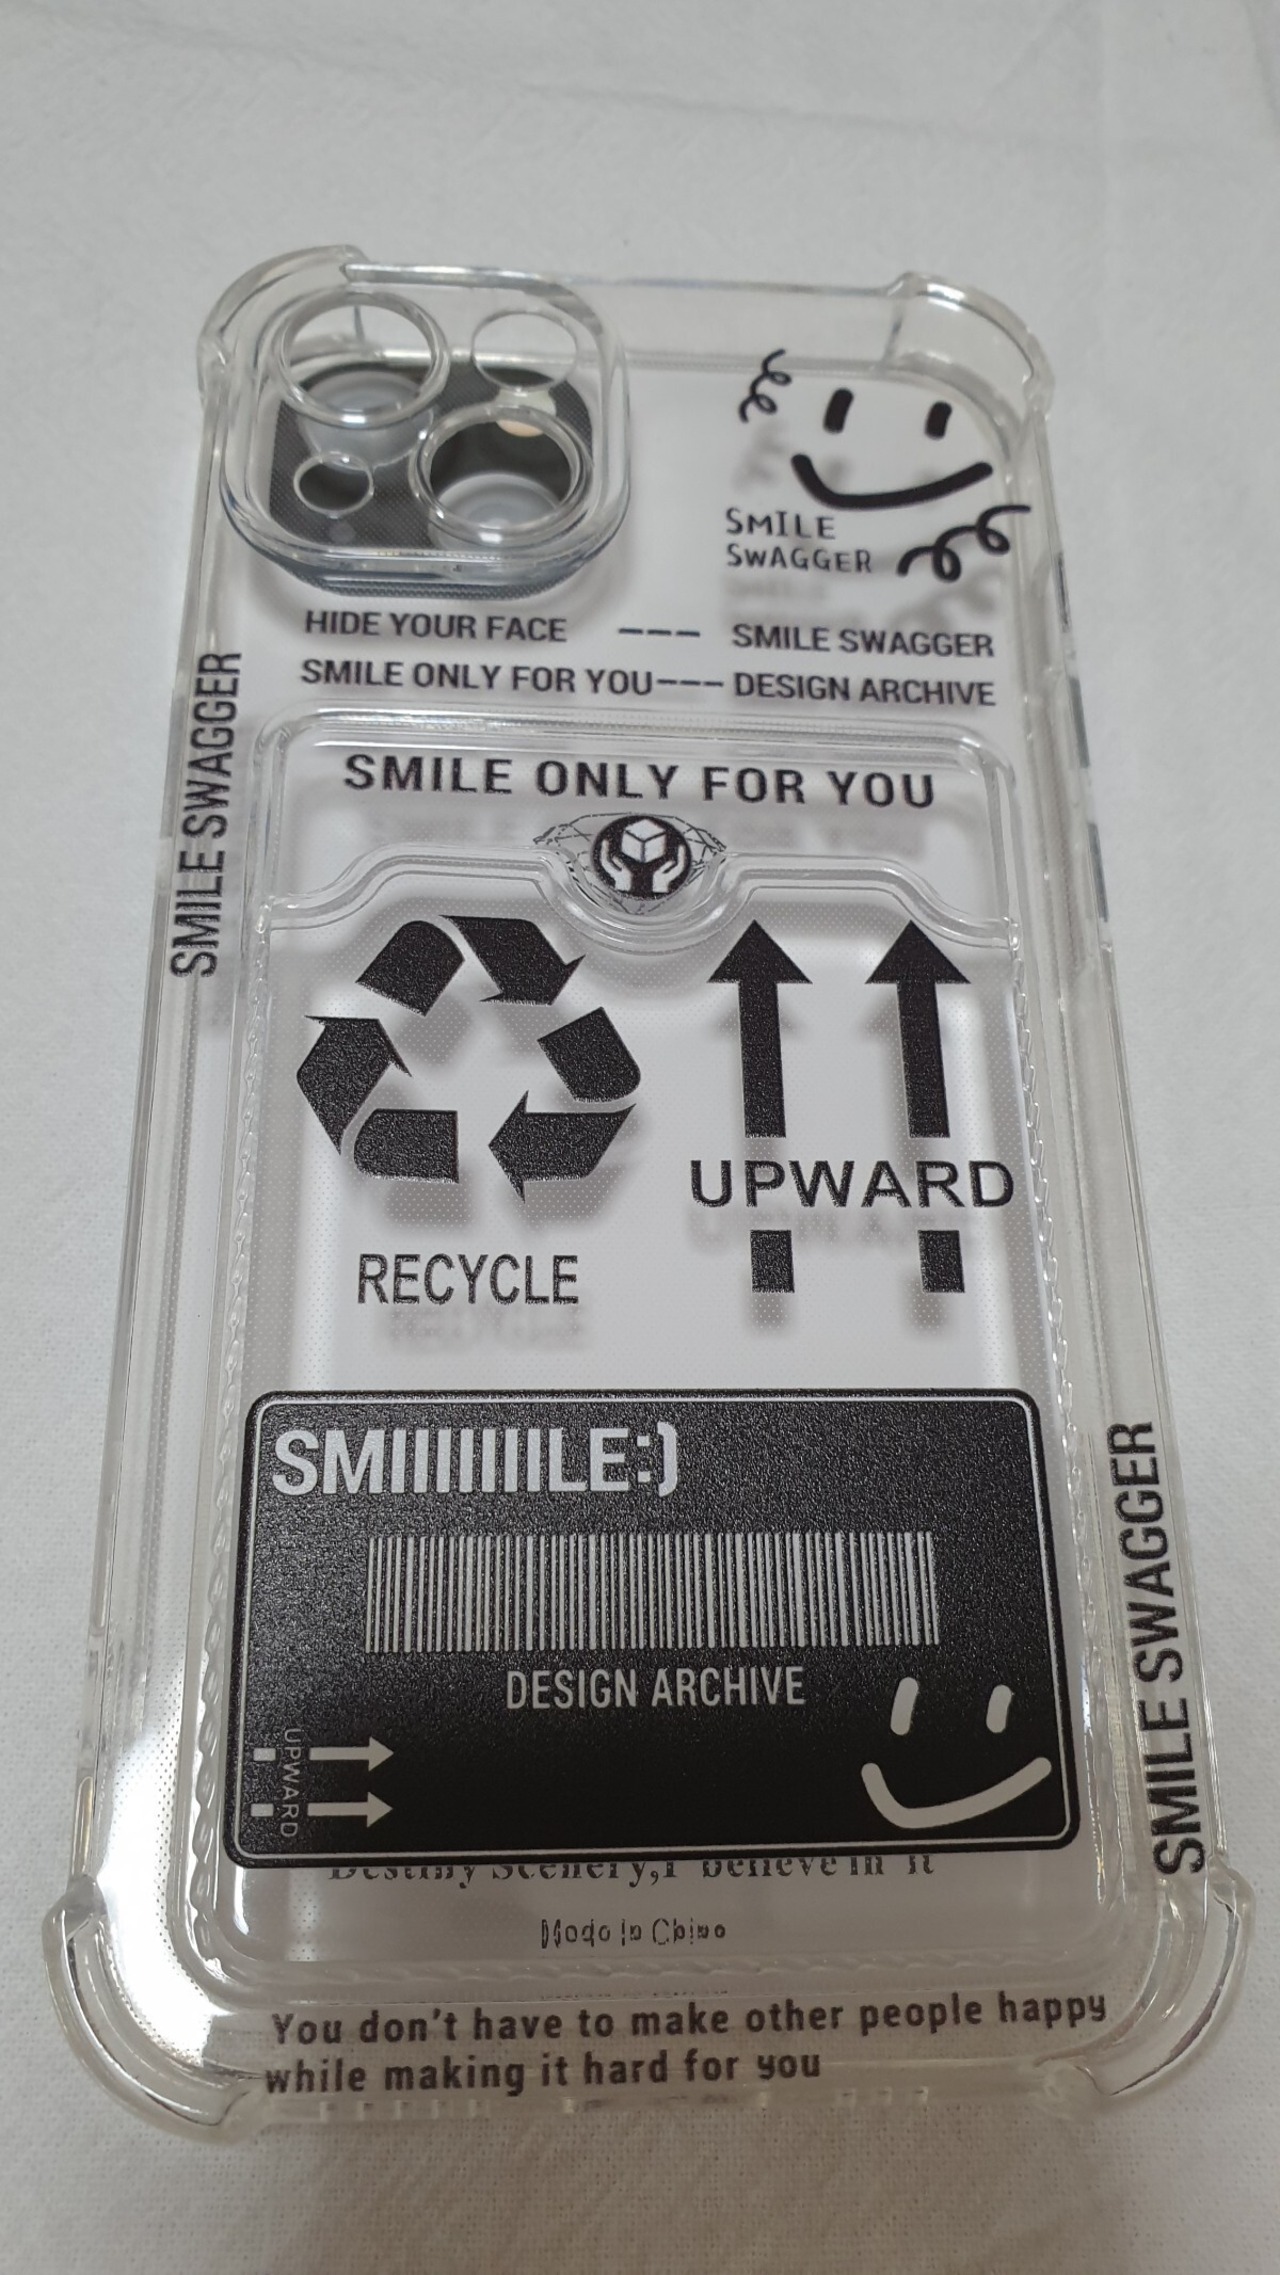 SMILE
SWAGGER
HIDE YOUR FACE --- SMILE SWAGGER
SMILE ONLY FOR YOU--- DESIGN ARCHIVE
SMILE SWAGGER
SMILE ONLY FOR YOU
RECYCLE
UPWARD
SMIIIIIIIILE:)
DESIGN ARCHIVE
UPWARD
SMILE SWAGGER
Destiny Scenery,I believe in it
Made in China
You don't have to make other people happy
while making it hard for you